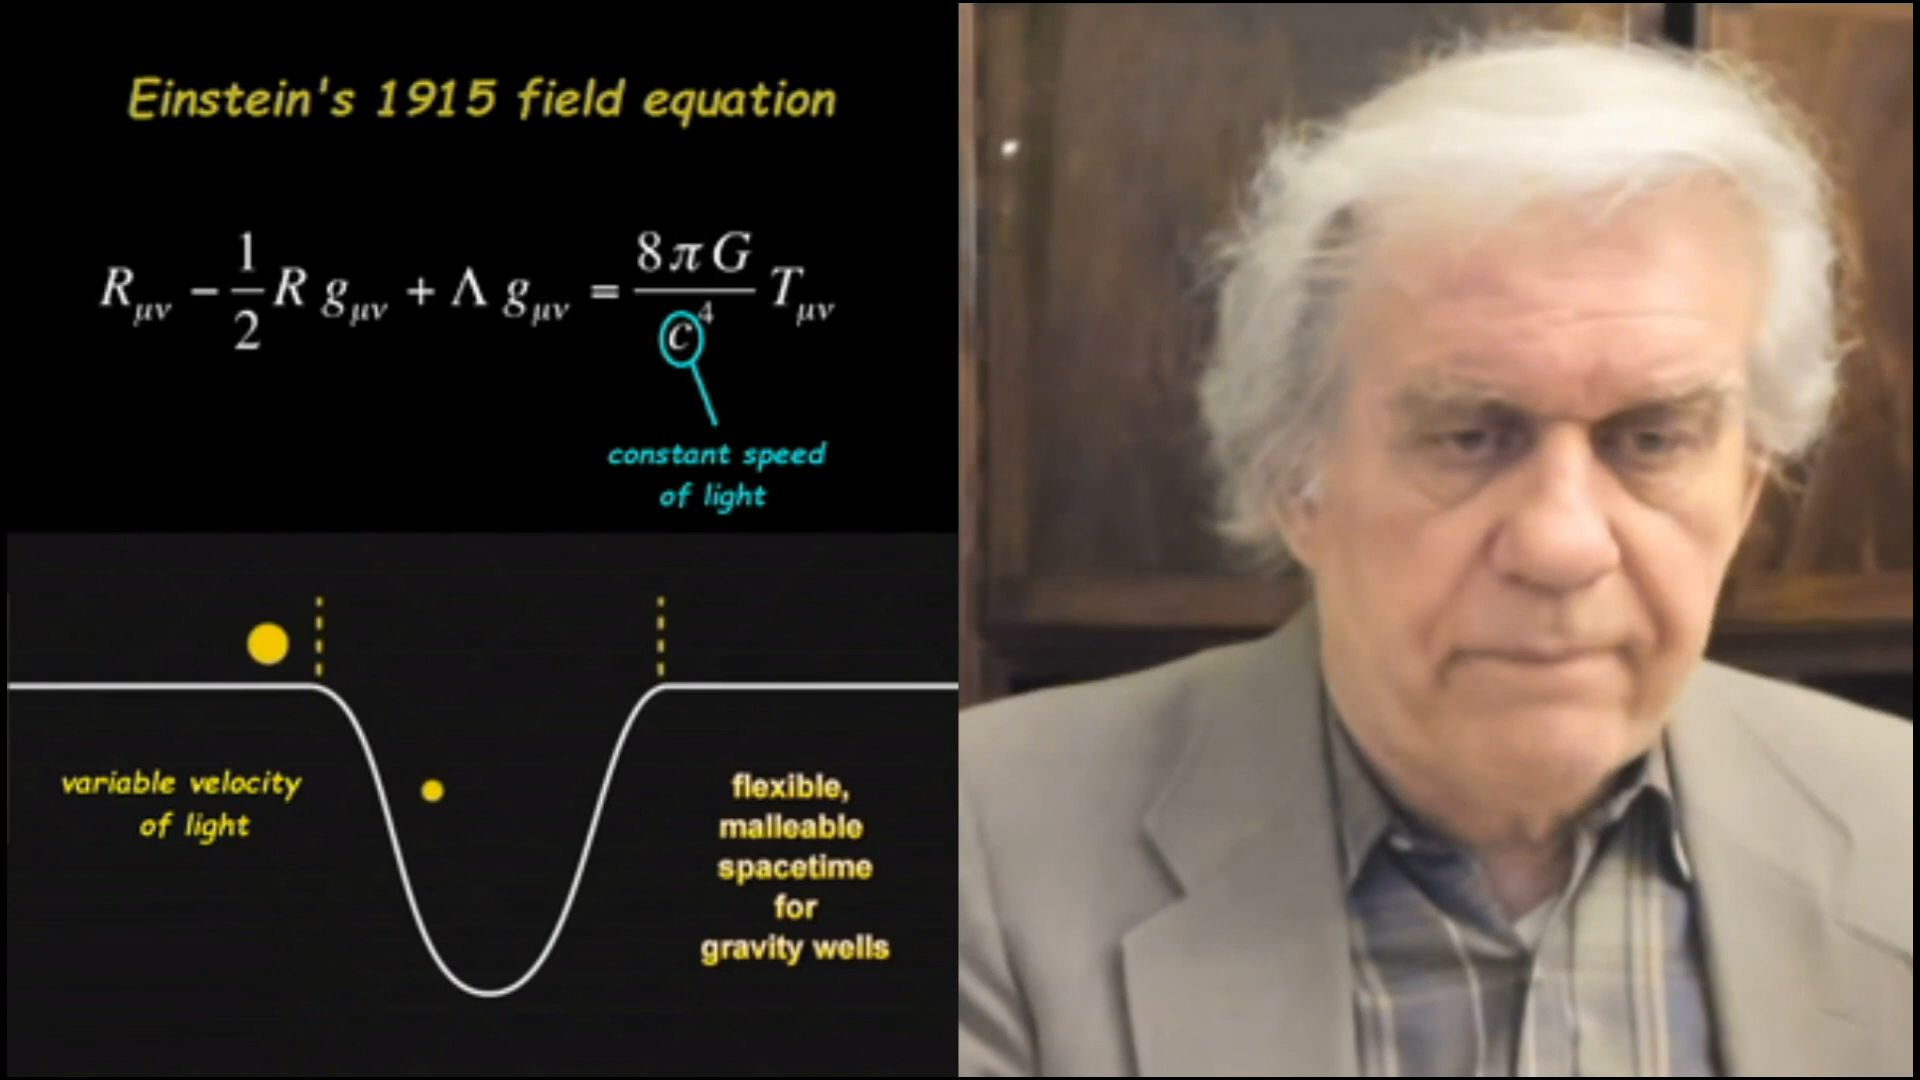 Einstein's 1915 field equation
R_μν − 1/2 R g_μν + Λ g_μν = 8πG/c^4 T_μν
constant speed
of light
variable velocity
of light
flexible,
malleable
spacetime
for
gravity wells